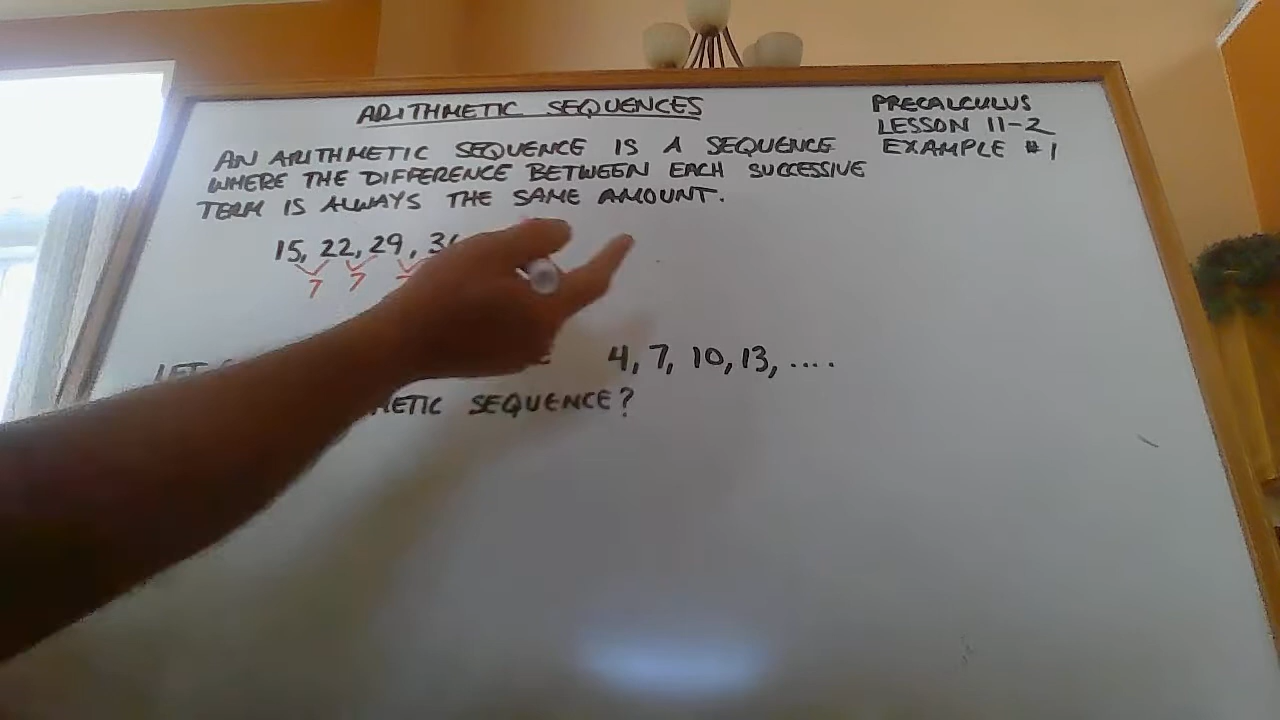 ARITHMETIC SEQUENCES
PRECALCULUS
LESSON 11-2
EXAMPLE #1
AN ARITHMETIC SEQUENCE IS A SEQUENCE
WHERE THE DIFFERENCE BETWEEN EACH SUCCESSIVE
TERM IS ALWAYS THE SAME AMOUNT.
15, 22, 29,
7 7
4, 7, 10, 13, ....
SEQUENCE?